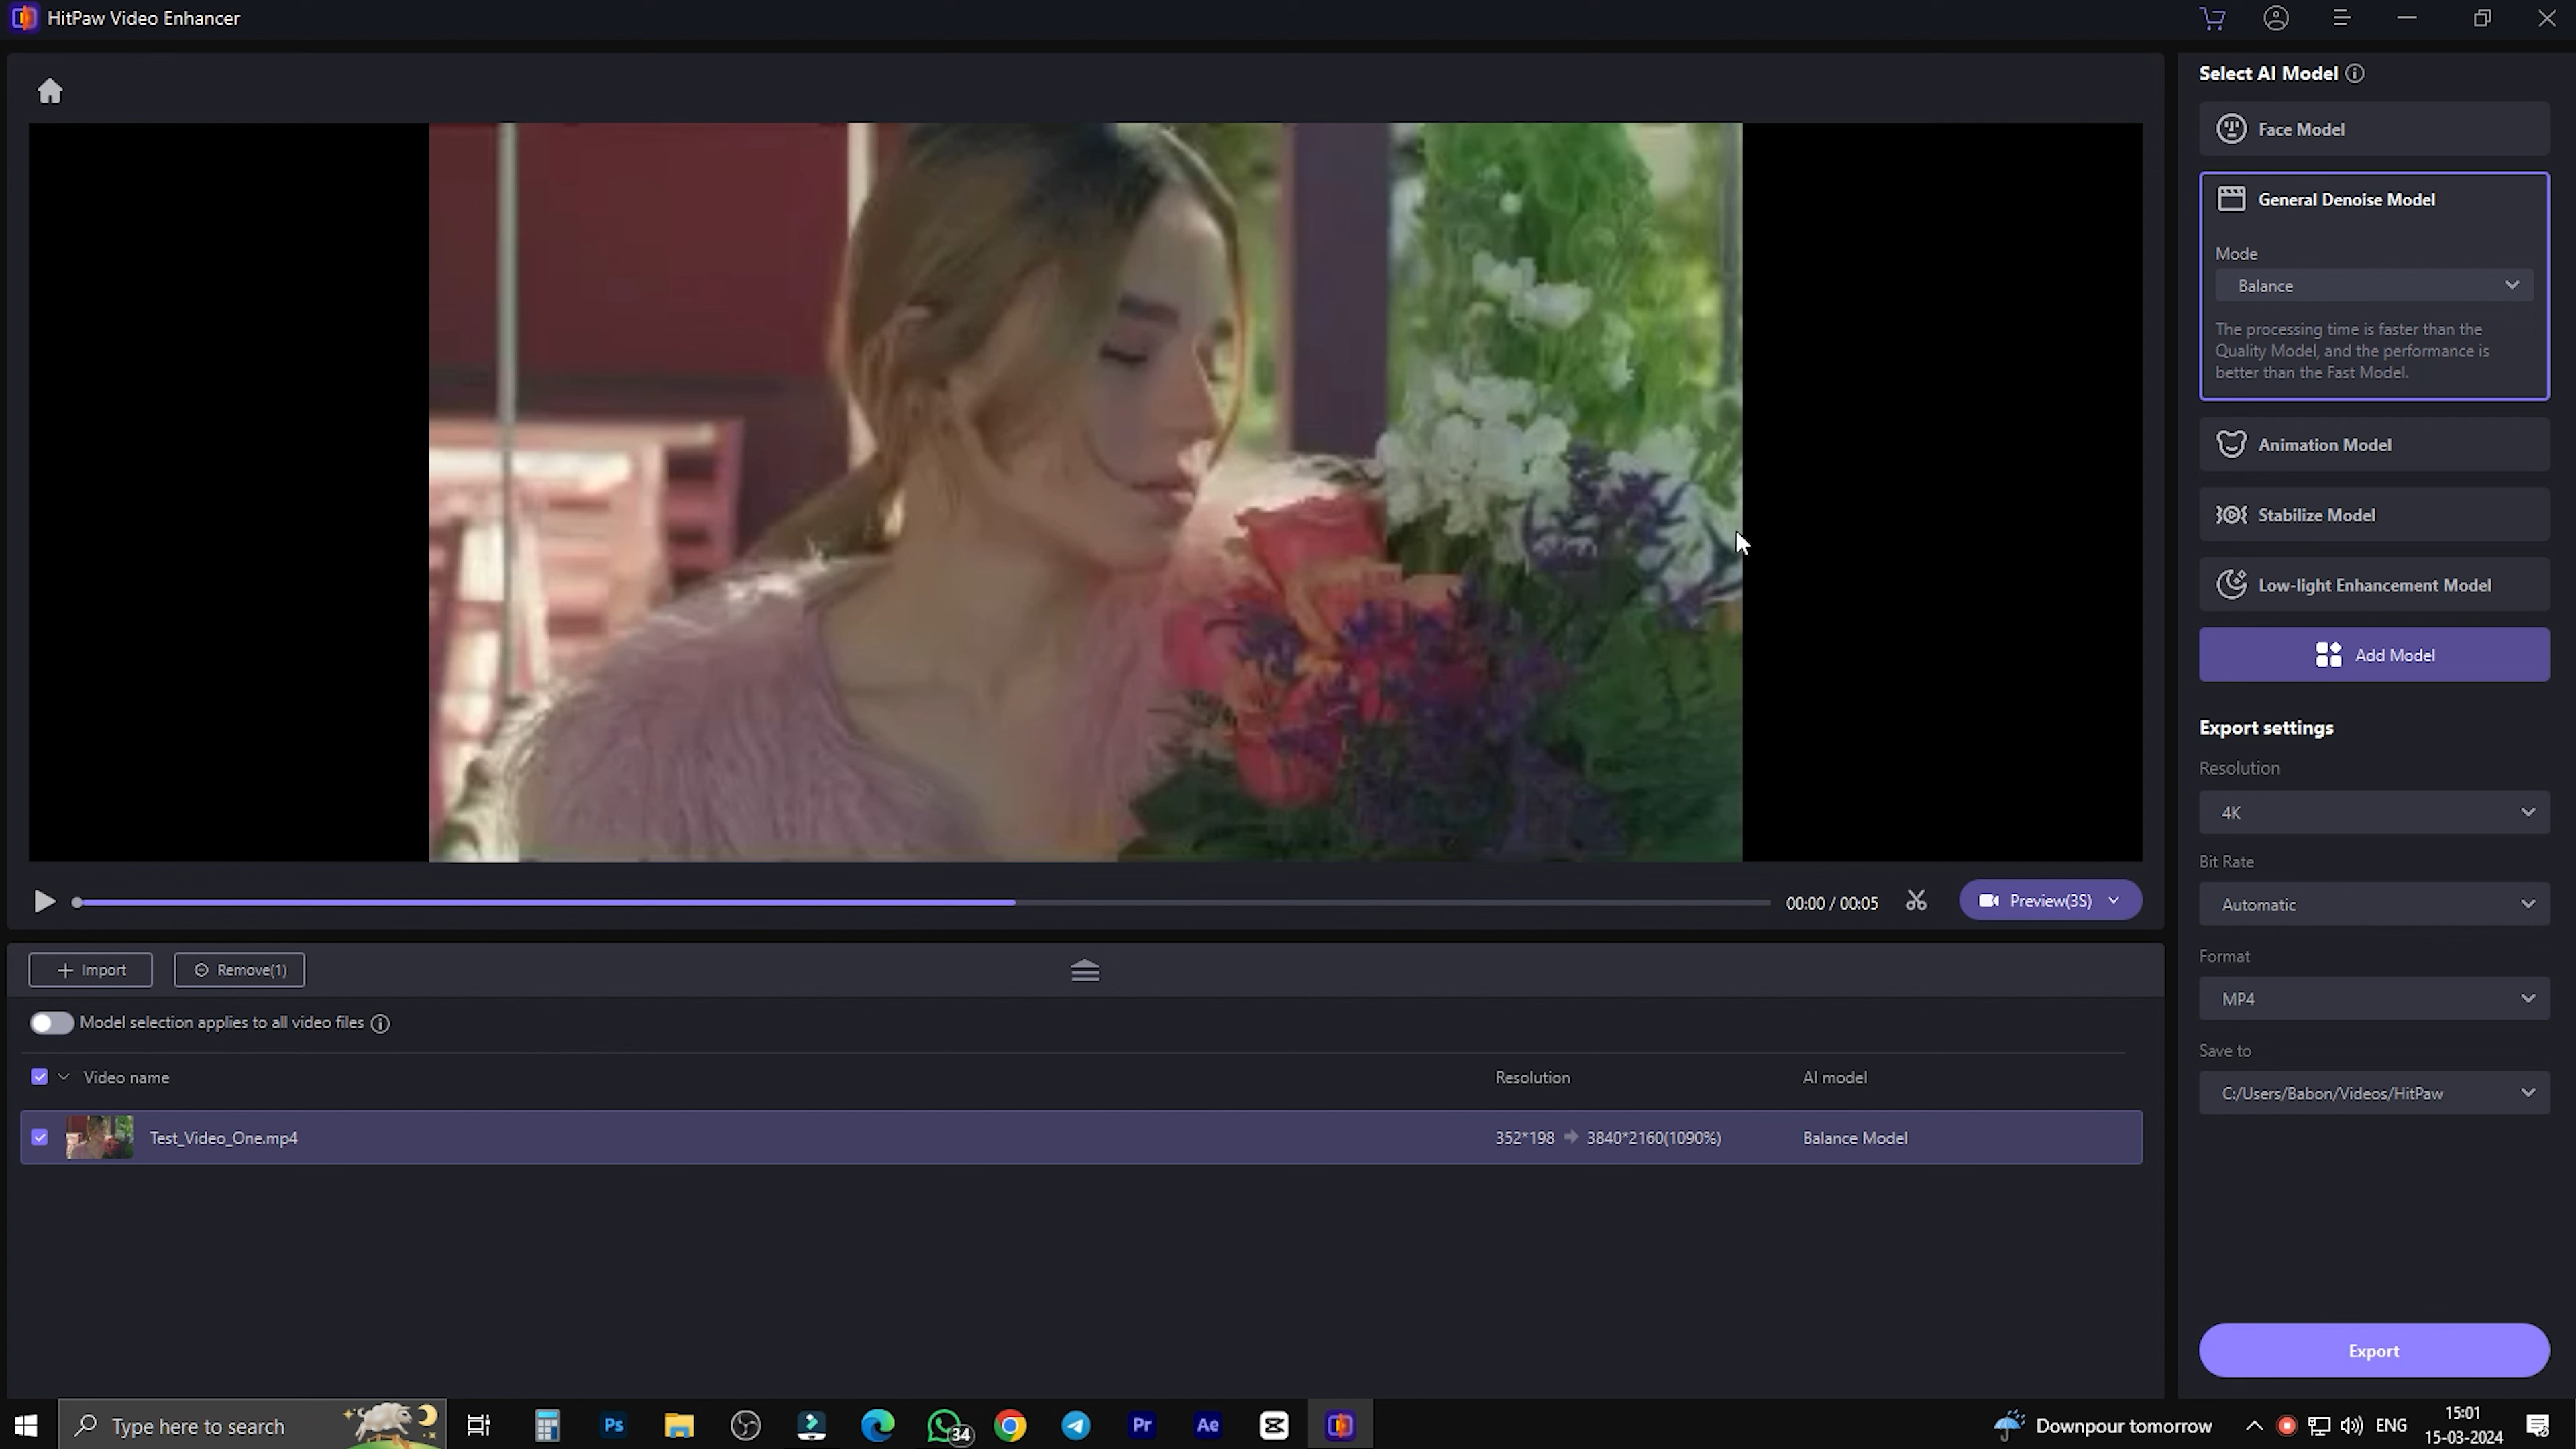 HitPaw Video Enhancer
Select AI Model
Face Model
General Denoise Model
Mode
Balance
The processing time is faster than the
Quality Model, and the performance is
better than the Fast Model.
Animation Model
Stabilize Model
Low-light Enhancement Model
Add Model
Export settings
Resolution
4K
Bit Rate
Automatic
Format
MP4
Save to
C:/Users/Babon/Videos/HitPaw
Export
00:00 / 00:05
Preview(3S)
Import
Remove(1)
Model selection applies to all video files
Video name
Resolution
AI model
Test_Video_One.mp4
352*198
3840*2160(1090%)
Balance Model
Type here to search
Ps
34
Pr
Ae
Downpour tomorrow
ENG
15:01
15-03-2024